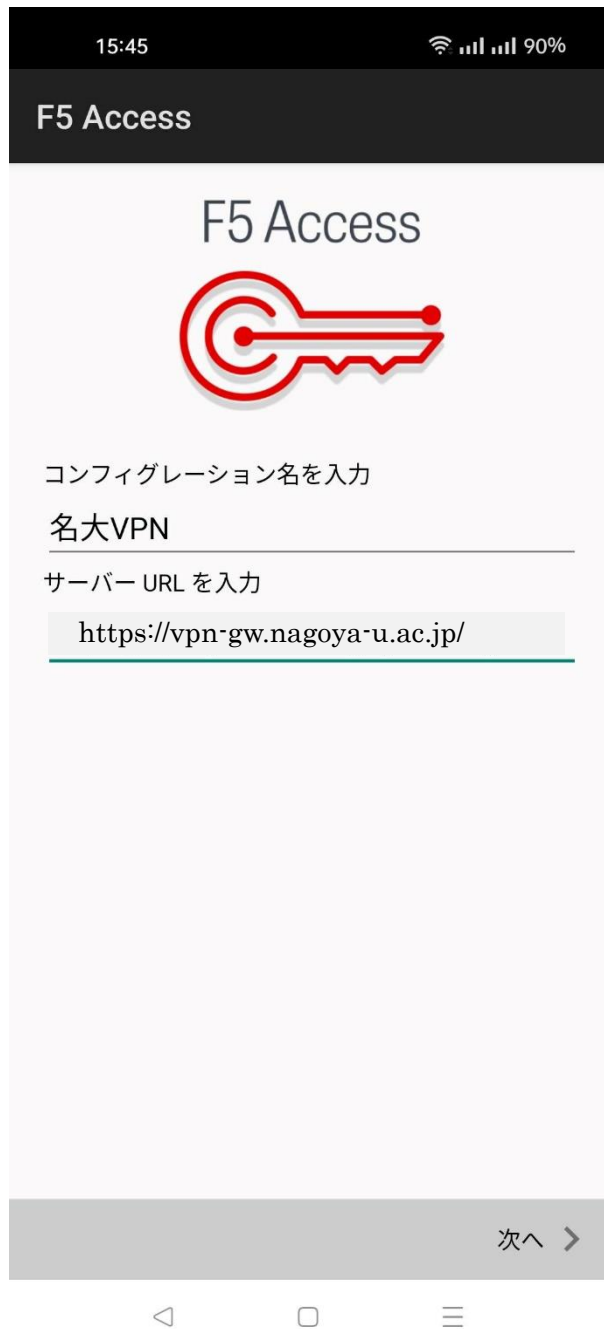 15:45 90%
F5 Access
F5 Access
コンフィグレーション名を入力
名大VPN
サーバー URL を入力
https://vpn-gw.nagoya-u.ac.jp/
次へ